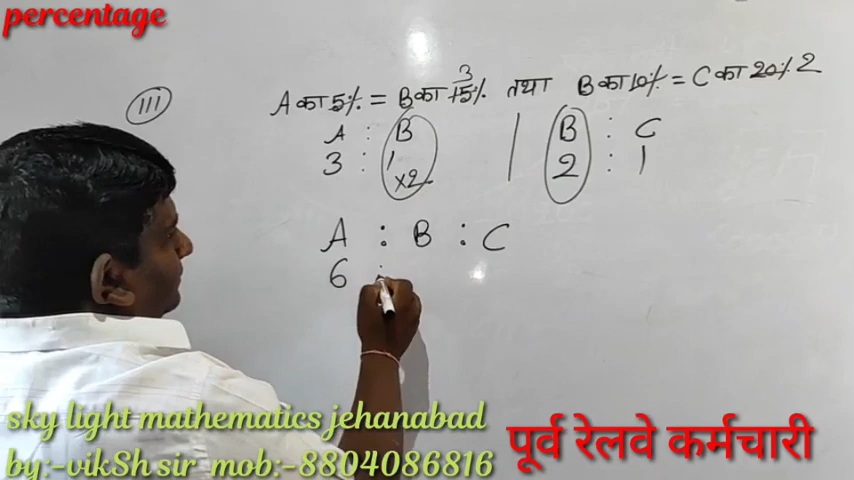 percentage
111
A का 5% = B का 15% 3 तथा B का 10% = C का 20% 2
A : B | B : C
3 : 1 2 : 1
×2
A : B : C
6 :
sky light mathematics jehanabad
by:-vikSh sir mob:-8804086816
पूर्व रेलवे कर्मचारी